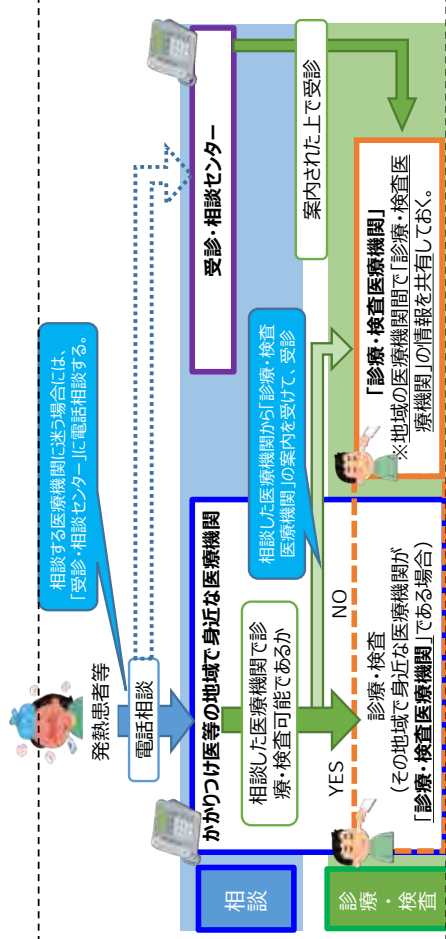 発熱患者等
相談する医療機関に迷う場合には、
「受診・相談センター」に電話相談する。
電話相談
相談
かかりつけ医等の地域で身近な医療機関
受診・相談センター
相談した医療機関で診
療・検査可能であるか
相談した医療機関から「診療・検査
医療機関」の案内を受けて、受診
案内された上で受診
YES
NO
診療・検査
診療・検査
(その地域で身近な医療機関が
「診療・検査医療機関」である場合)
「診療・検査医療機関」
※地域の医療機関間で「診療・検査医
療機関」の情報を共有しておく。